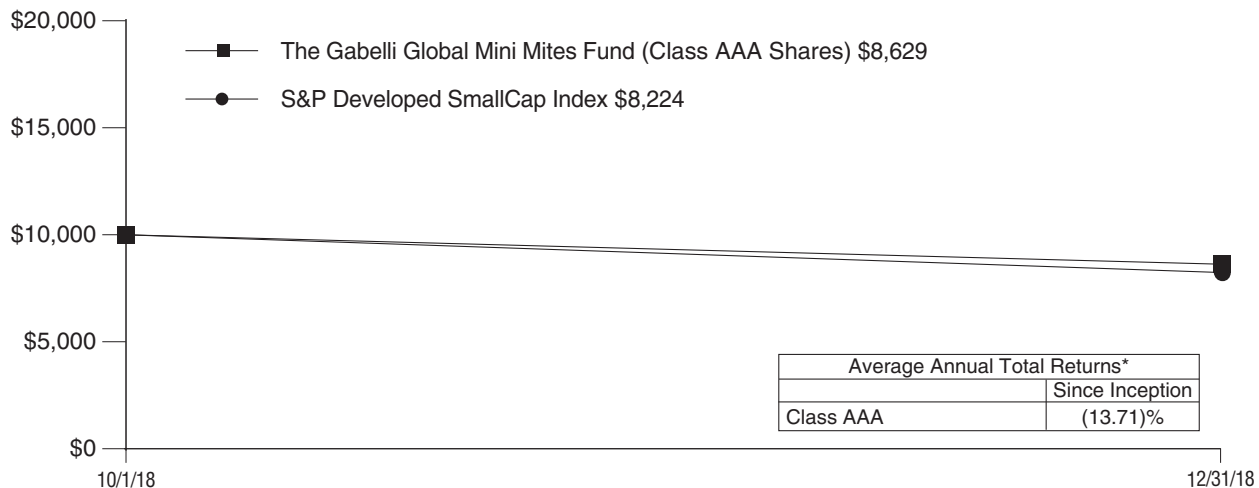 $20,000
The Gabelli Global Mini Mites Fund (Class AAA Shares) $8,629
S&P Developed SmallCap Index $8,224
$15,000
$10,000
$5,000
Average Annual Total Returns*
Since Inception
Class AAA (13.71)%
$0
10/1/18 12/31/18